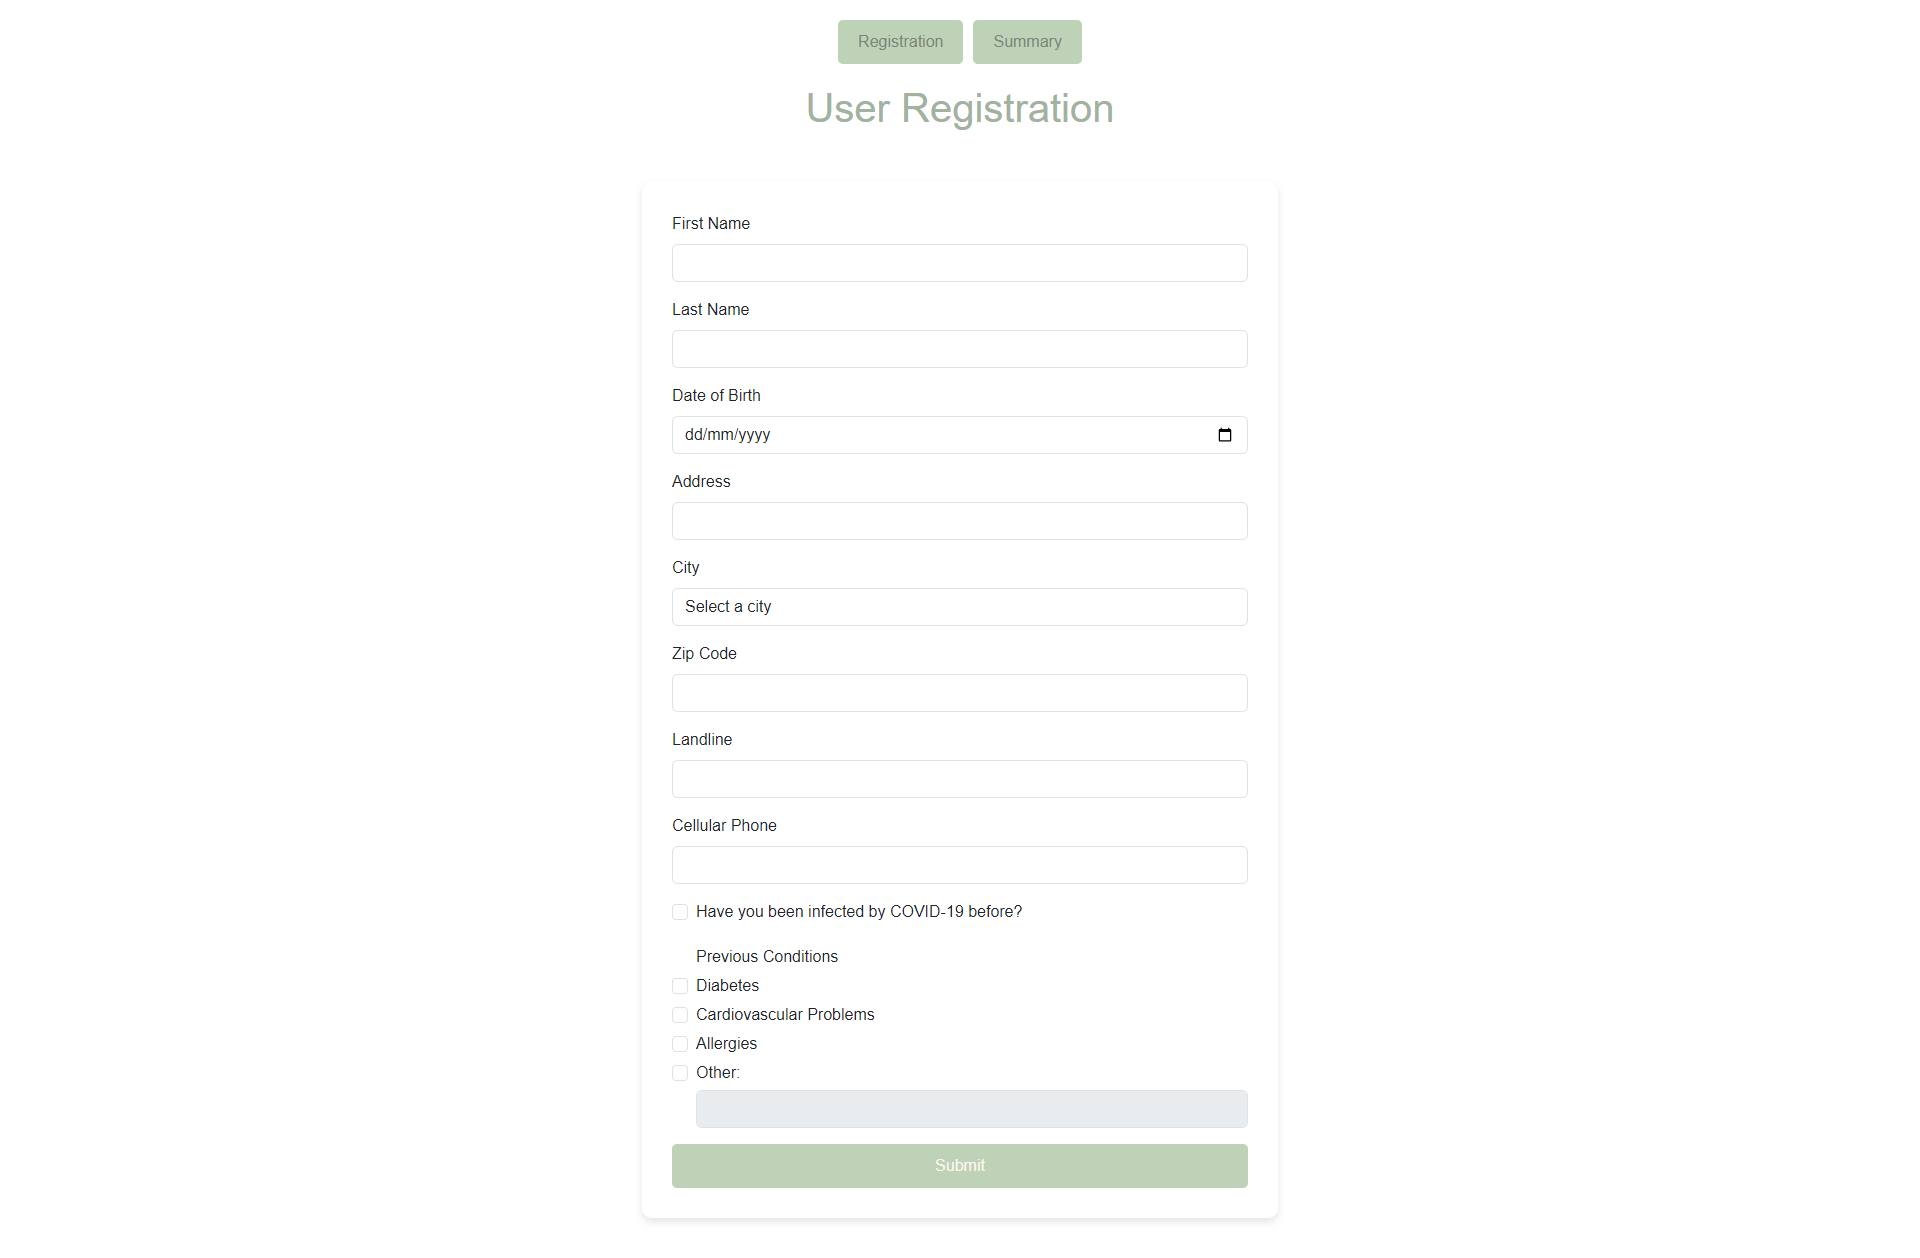 Registration Summary
User Registration
First Name
Last Name
Date of Birth
dd/mm/yyyy
Address
City
Select a city
Zip Code
Landline
Cellular Phone
Have you been infected by COVID-19 before?
Previous Conditions
Diabetes
Cardiovascular Problems
Allergies
Other:
Submit